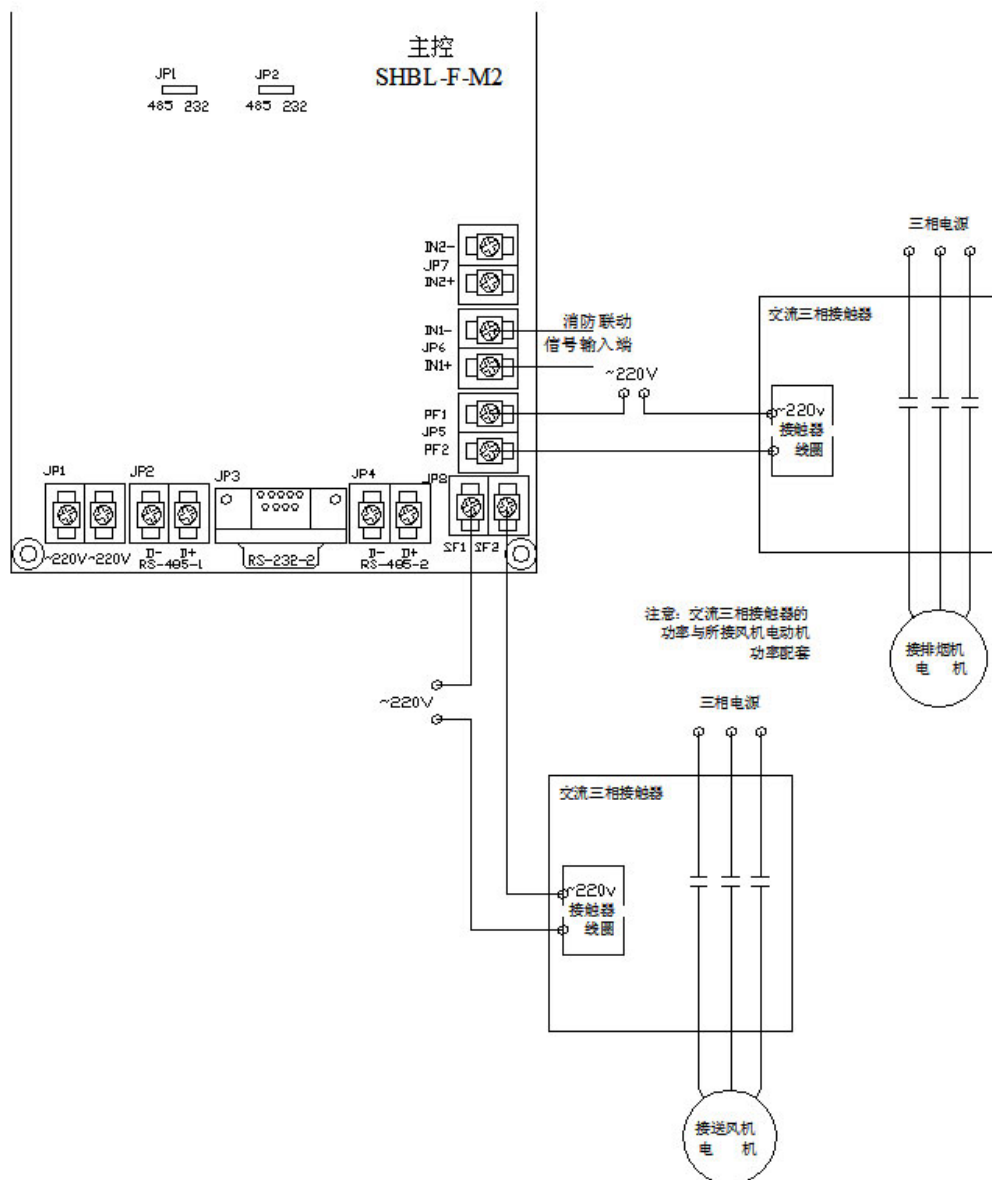 主控
SHBL-F-M2
JP1
JP2
485 232
485 232
三相电源
IN2-
JP7
IN2+
交流三相接触器
IN1-
JP6
IN1+
消防联动
信号输入端
~220V
PF1
JP5
PF2
~220v
接触器
线圈
JP1
JP2
JP3
JP4
JP8
SF1 SF2
~220V~220V
D- D+
RS-485-1
RS-232-2
D- D+
RS-485-2
注意：交流三相接触器的
功率与所接风机电动机
功率配套
接排烟机
电 机
~220V
三相电源
交流三相接触器
~220v
接触器
线圈
接送风机
电 机